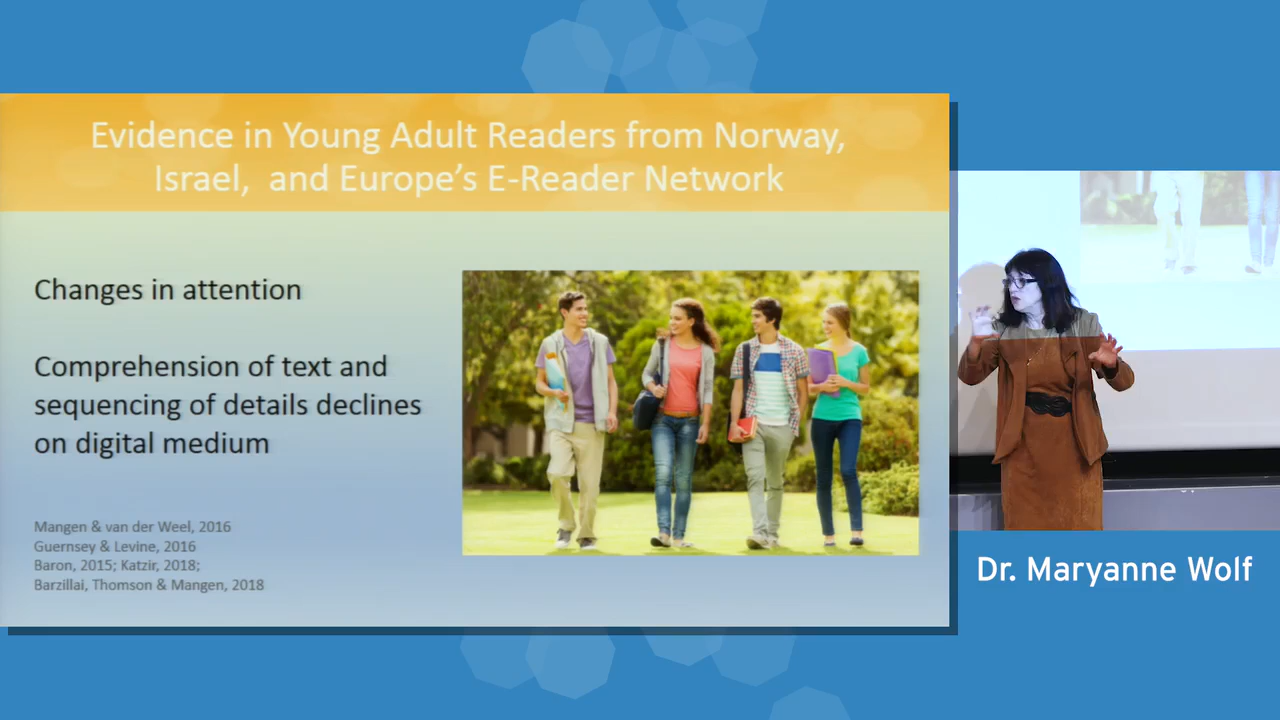 Evidence in Young Adult Readers from Norway,
Israel, and Europe's E-Reader Network
Changes in attention
Comprehension of text and
sequencing of details declines
on digital medium
Mangen & van der Weel, 2016
Guernsey & Levine, 2016
Baron, 2015; Katzir, 2018;
Barzillai, Thomson & Mangen, 2018
Dr. Maryanne Wolf